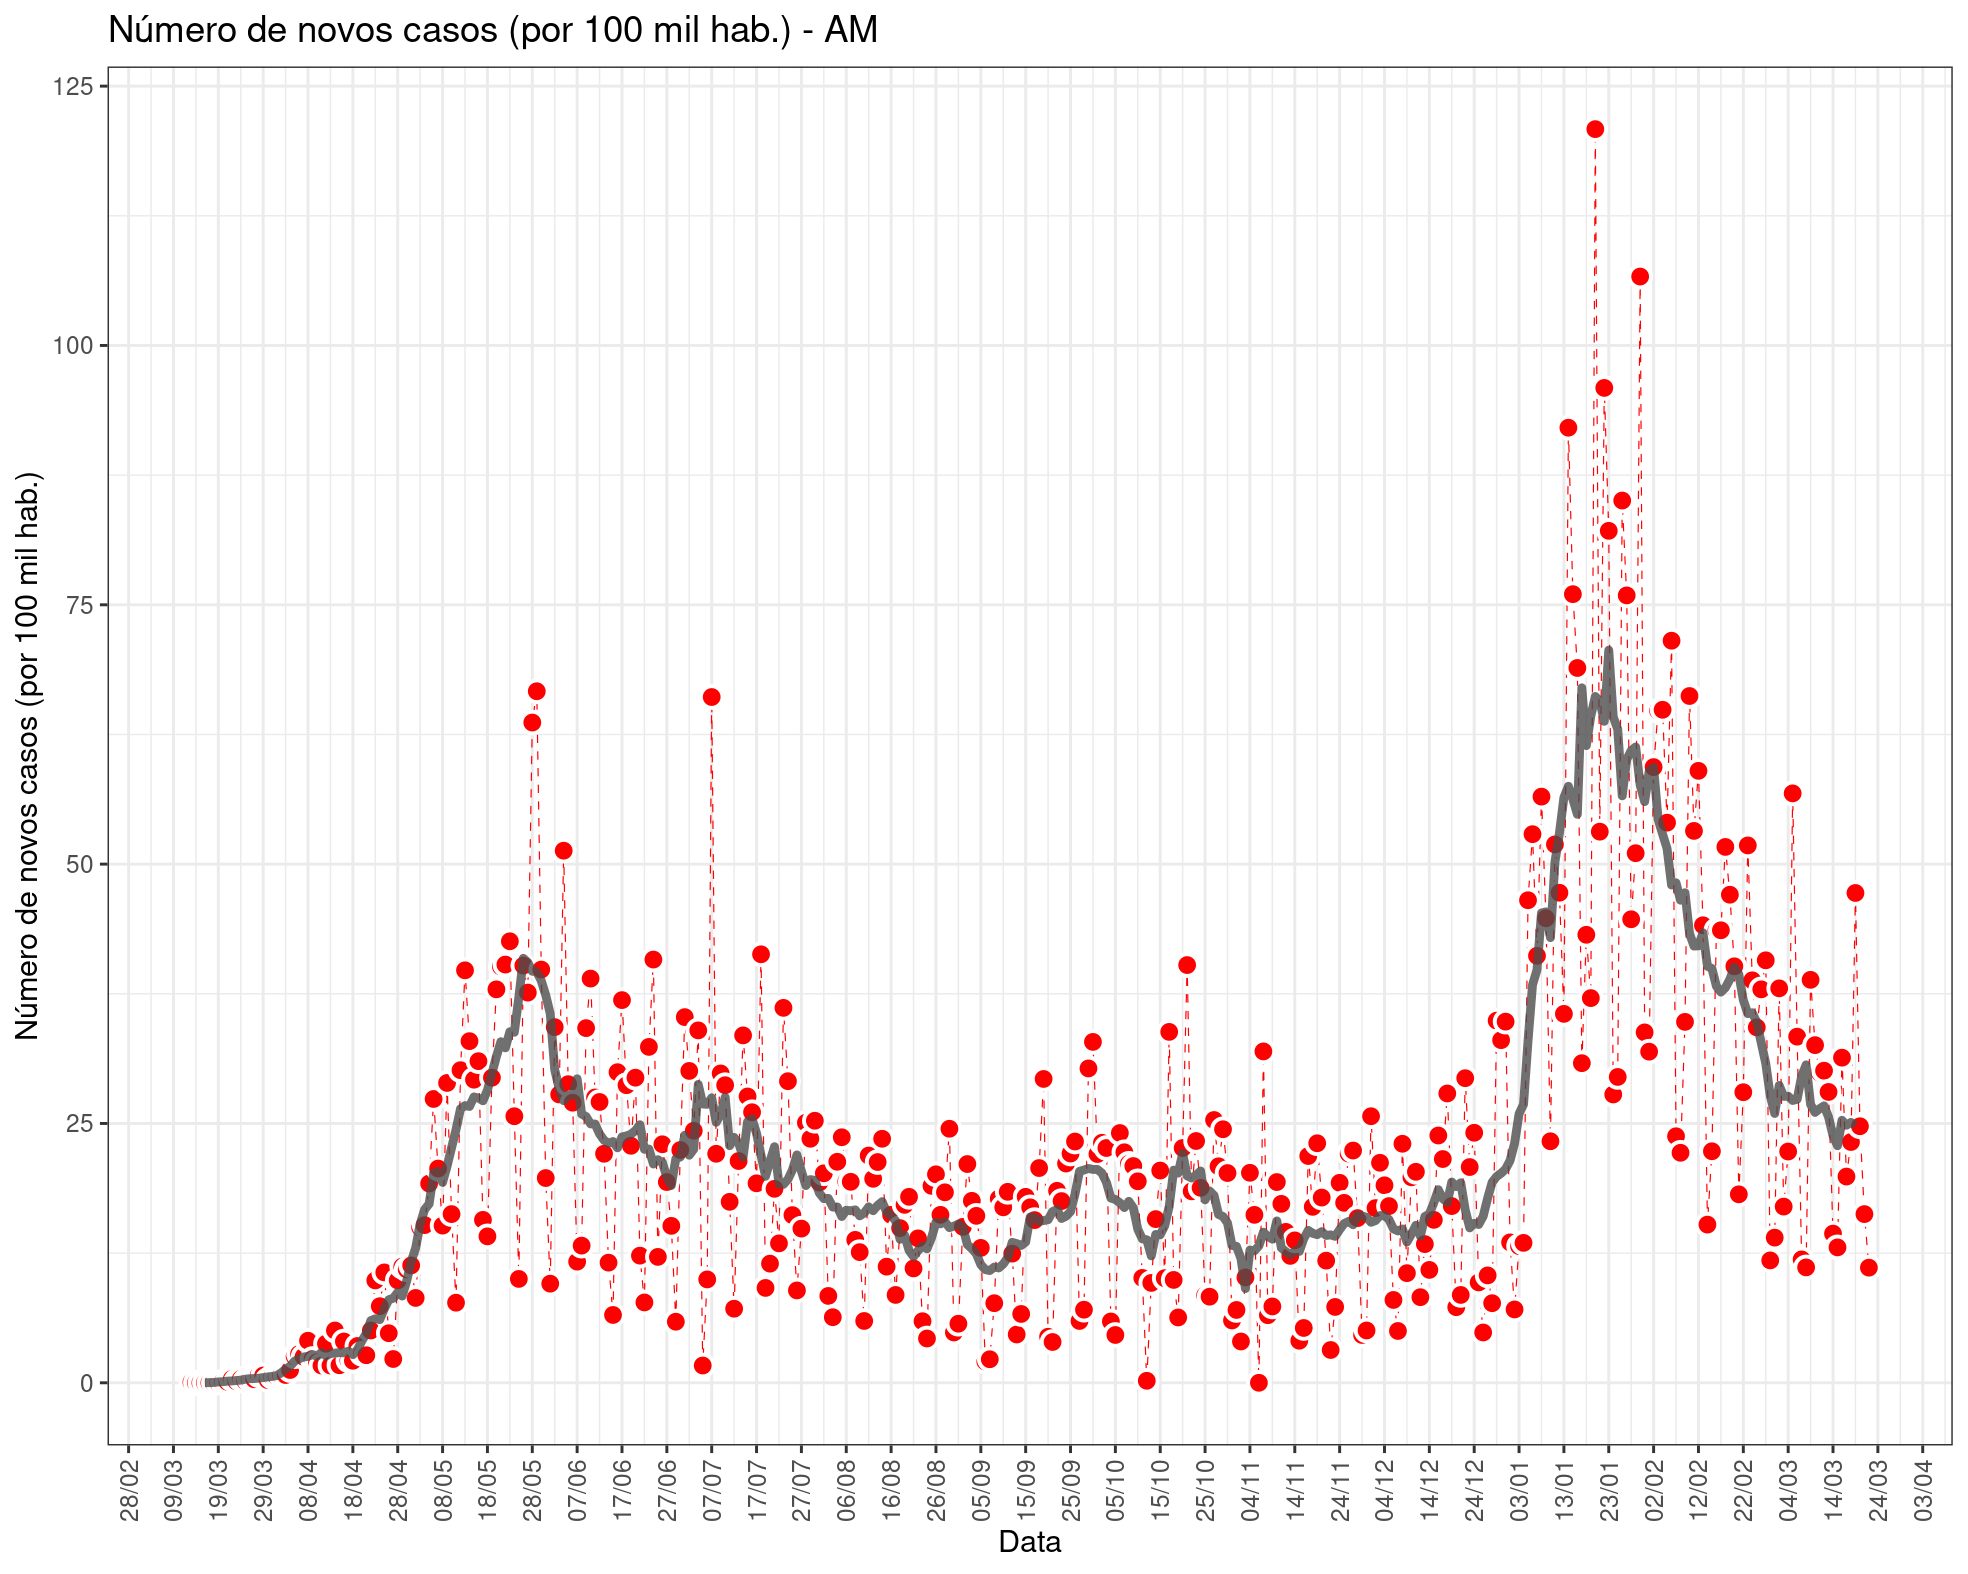 Número de novos casos (por 100 mil hab.) - AM
Número de novos casos (por 100 mil hab.)
125
100
75
50
25
0
28/02 09/03 19/03 29/03 08/04 18/04 28/04 08/05 18/05 28/05 07/06 17/06 27/06 07/07 17/07 27/07 06/08 16/08 26/08 05/09 15/09 25/09 05/10 15/10 25/10 04/11 14/11 24/11 04/12 14/12 24/12 03/01 13/01 23/01 02/02 12/02 22/02 04/03 14/03 24/03 03/04
Data